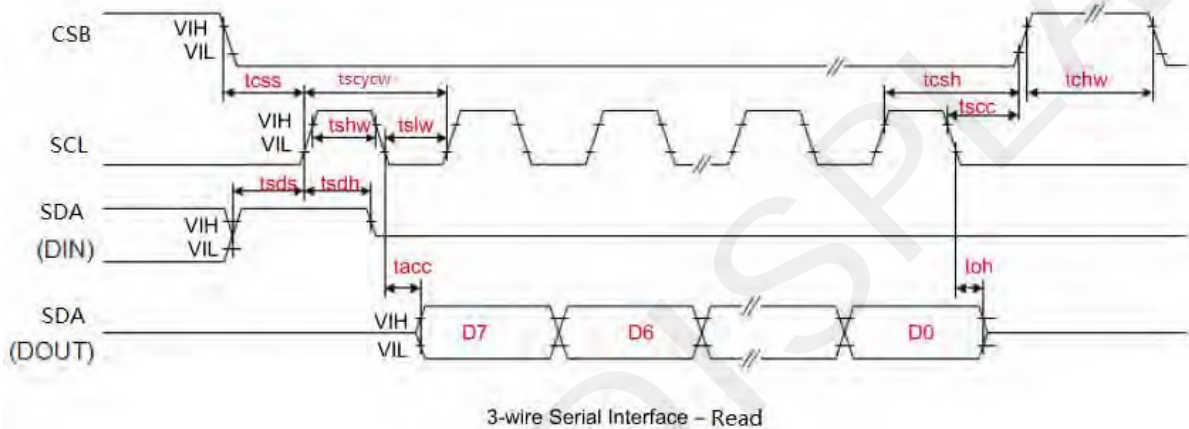 CSB
VIH
VIL
tcss
tscycw
tcsh
tchw
tscc
SCL
VIH
VIL
tshw
tslw
tsds
tsdh
SDA
(DIN)
VIH
VIL
tacc
toh
SDA
(DOUT)
VIH
VIL
D7
D6
D0
3-wire Serial Interface – Read